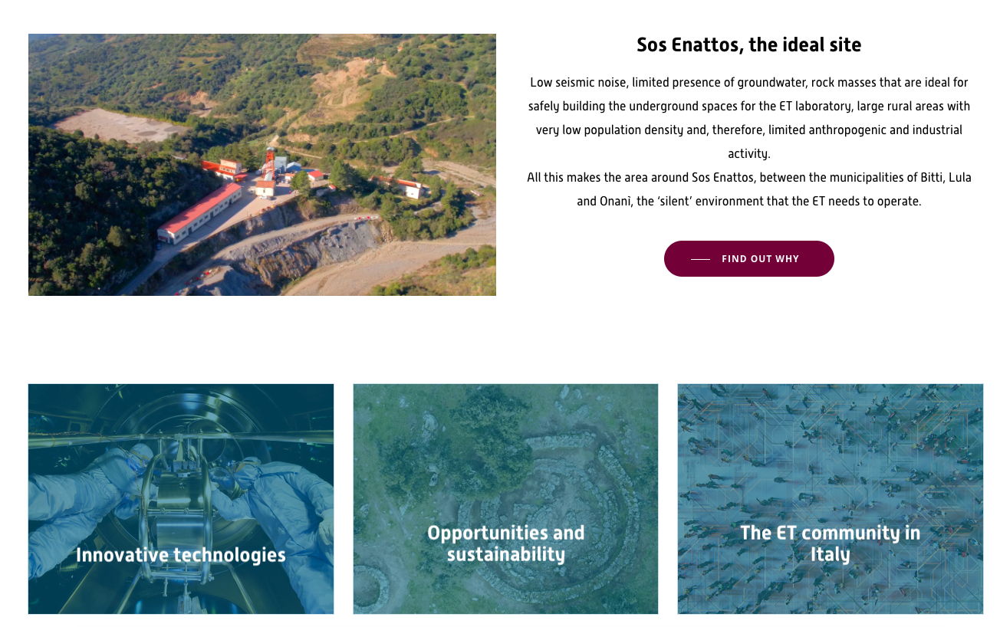 Sos Enattos, the ideal site
Low seismic noise, limited presence of groundwater, rock masses that are ideal for
safely building the underground spaces for the ET laboratory, large rural areas with
very low population density and, therefore, limited anthropogenic and industrial
activity.
All this makes the area around Sos Enattos, between the municipalities of Bitti, Lula
and Onanì, the ‘silent’ environment that the ET needs to operate.
FIND OUT WHY
Innovative technologies
Opportunities and
sustainability
The ET community in
Italy